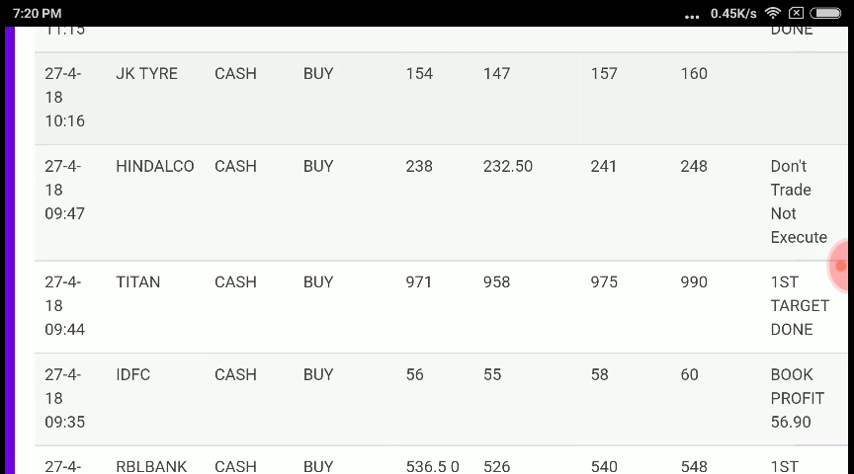 7:20 PM ... 0.45K/s
11:15 DONE
27-4- JK TYRE CASH BUY 154 147 157 160
18
10:16
27-4- HINDALCO CASH BUY 238 232.50 241 248 Don't
18 Trade
09:47 Not
Execute
27-4- TITAN CASH BUY 971 958 975 990 1ST
18 TARGET
09:44 DONE
27-4- IDFC CASH BUY 56 55 58 60 BOOK
18 PROFIT
09:35 56.90
27-4- RBLBANK CASH BUY 536.5 0 526 540 548 1ST